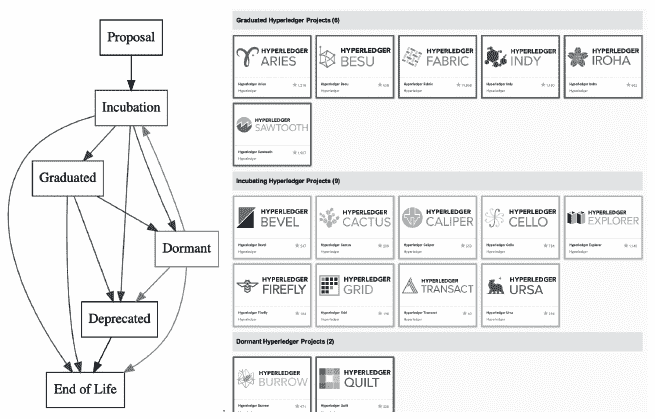 Proposal
Incubation
Graduated
Dormant
Deprecated
End of Life
Graduated Hyperledger Projects (6)
HYPERLEDGER
ARIES
HYPERLEDGER
BESU
HYPERLEDGER
FABRIC
HYPERLEDGER
INDY
HYPERLEDGER
IROHA
Hyperledger Aries
Hyperledger
Hyperledger Besu
Hyperledger
Hyperledger Fabric
Hyperledger
Hyperledger Indy
Hyperledger
Hyperledger Iroha
Hyperledger
HYPERLEDGER
SAWTOOTH
Hyperledger Sawtooth
Hyperledger
Incubating Hyperledger Projects (9)
HYPERLEDGER
BEVEL
HYPERLEDGER
CACTUS
HYPERLEDGER
CALIPER
HYPERLEDGER
CELLO
HYPERLEDGER
EXPLORER
Hyperledger Bevel
Hyperledger
Hyperledger Cactus
Hyperledger
Hyperledger Caliper
Hyperledger
Hyperledger Cello
Hyperledger
Hyperledger Explorer
Hyperledger
HYPERLEDGER
FIREFLY
HYPERLEDGER
GRID
HYPERLEDGER
TRANSACT
HYPERLEDGER
URSA
Hyperledger Firefly
Hyperledger
Hyperledger Grid
Hyperledger
Hyperledger Transact
Hyperledger
Hyperledger Ursa
Hyperledger
Dormant Hyperledger Projects (2)
HYPERLEDGER
BURROW
HYPERLEDGER
QUILT
Hyperledger Burrow
Hyperledger
Hyperledger Quilt
Hyperledger